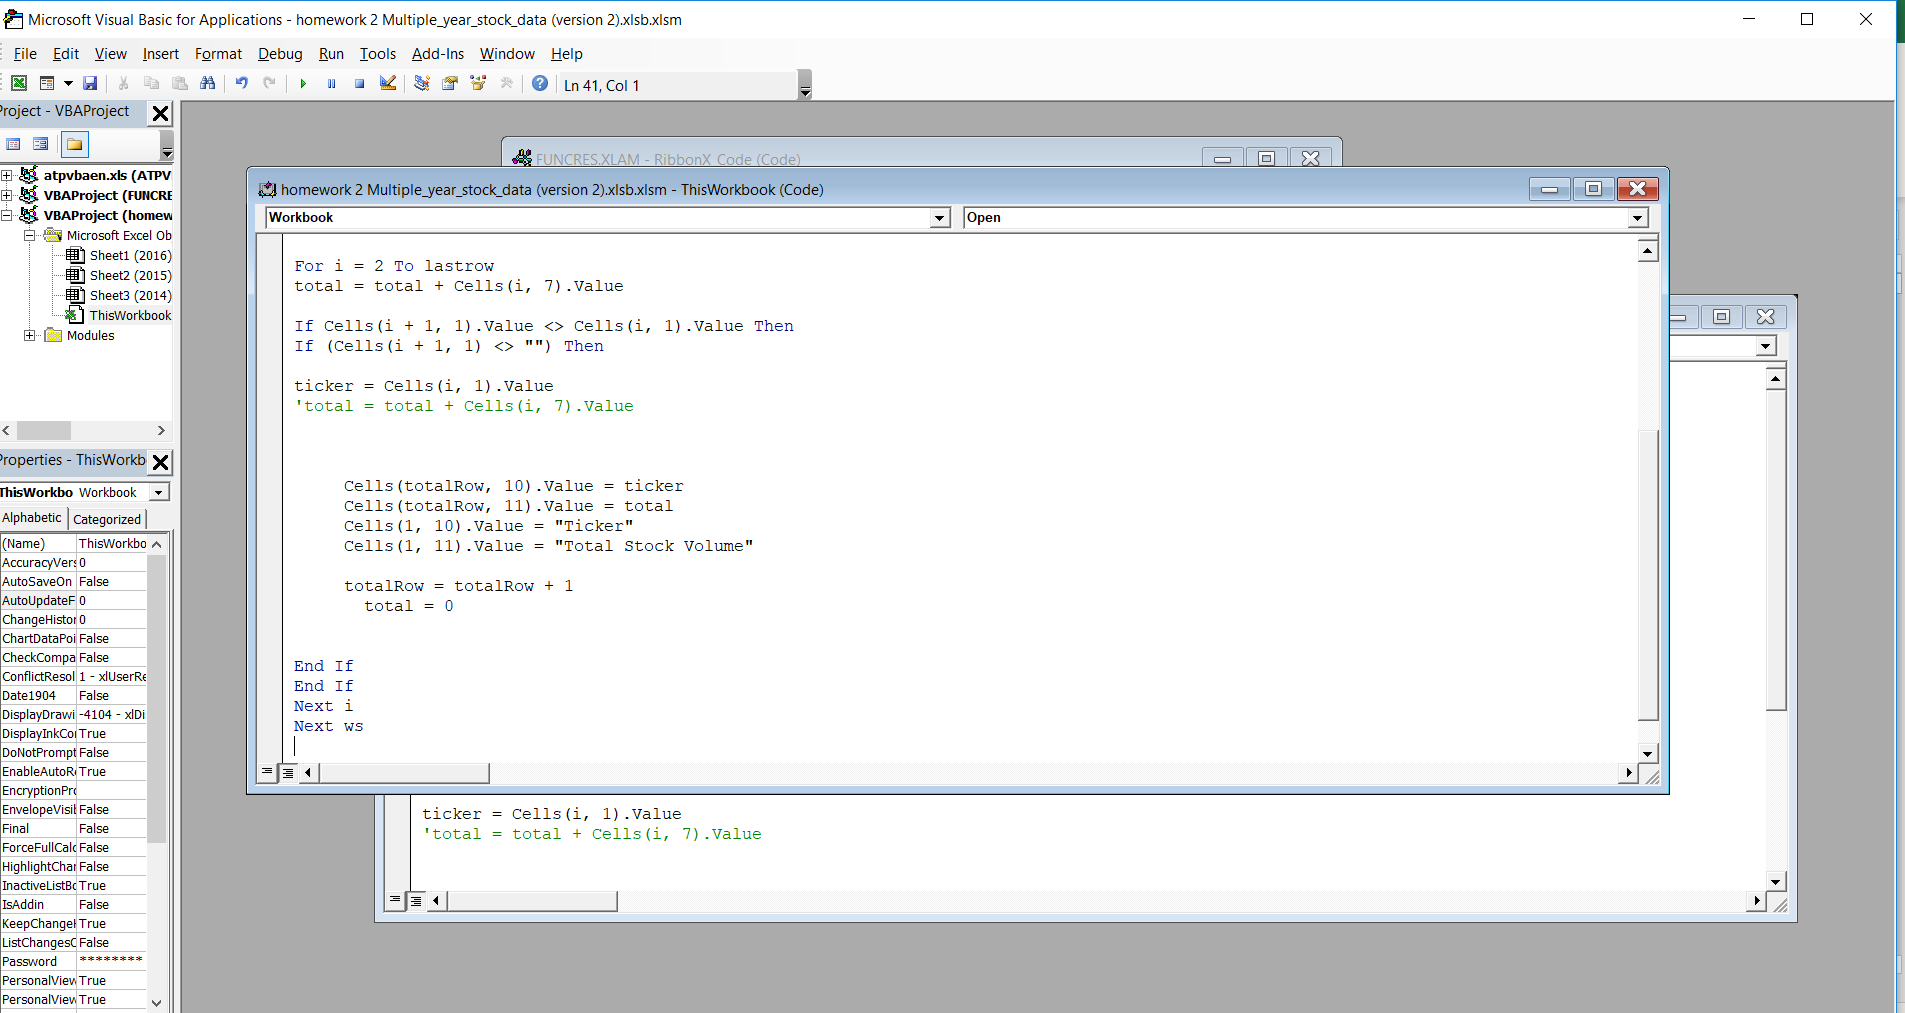 Microsoft Visual Basic for Applications - homework 2 Multiple_year_stock_data (version 2).xlsb.xlsm
File Edit View Insert Format Debug Run Tools Add-Ins Window Help
Ln 41, Col 1
Project - VBAProject
atpvbaen.xls (ATPV
VBAProject (FUNCRE
VBAProject (homew
Microsoft Excel Ob
Sheet1 (2016)
Sheet2 (2015)
Sheet3 (2014)
ThisWorkbook
Modules
Properties - ThisWorkb
ThisWorkbo Workbook
Alphabetic Categorized
(Name) ThisWorkbo
AccuracyVers 0
AutoSaveOn False
AutoUpdateF 0
ChangeHistor 0
ChartDataPoi False
CheckCompa False
ConflictResol 1 - xlUserRe
Date1904 False
DisplayDrawi -4104 - xlDi
DisplayInkCo True
DoNotPrompt False
EnableAutoR True
EncryptionPro
EnvelopeVisib False
Final False
ForceFullCalc False
HighlightChan False
InactiveListBo True
IsAddin False
KeepChangeH True
ListChangesO False
Password ********
PersonalView True
PersonalView True
FUNCRES.XLAM - RibbonX_Code (Code)
homework 2 Multiple_year_stock_data (version 2).xlsb.xlsm - ThisWorkbook (Code)
Workbook Open
For i = 2 To lastrow
total = total + Cells(i, 7).Value
If Cells(i + 1, 1).Value <> Cells(i, 1).Value Then
If (Cells(i + 1, 1) <> "") Then
ticker = Cells(i, 1).Value
'total = total + Cells(i, 7).Value
Cells(totalRow, 10).Value = ticker
Cells(totalRow, 11).Value = total
Cells(1, 10).Value = "Ticker"
Cells(1, 11).Value = "Total Stock Volume"
totalRow = totalRow + 1
total = 0
End If
End If
Next i
Next ws
ticker = Cells(i, 1).Value
'total = total + Cells(i, 7).Value